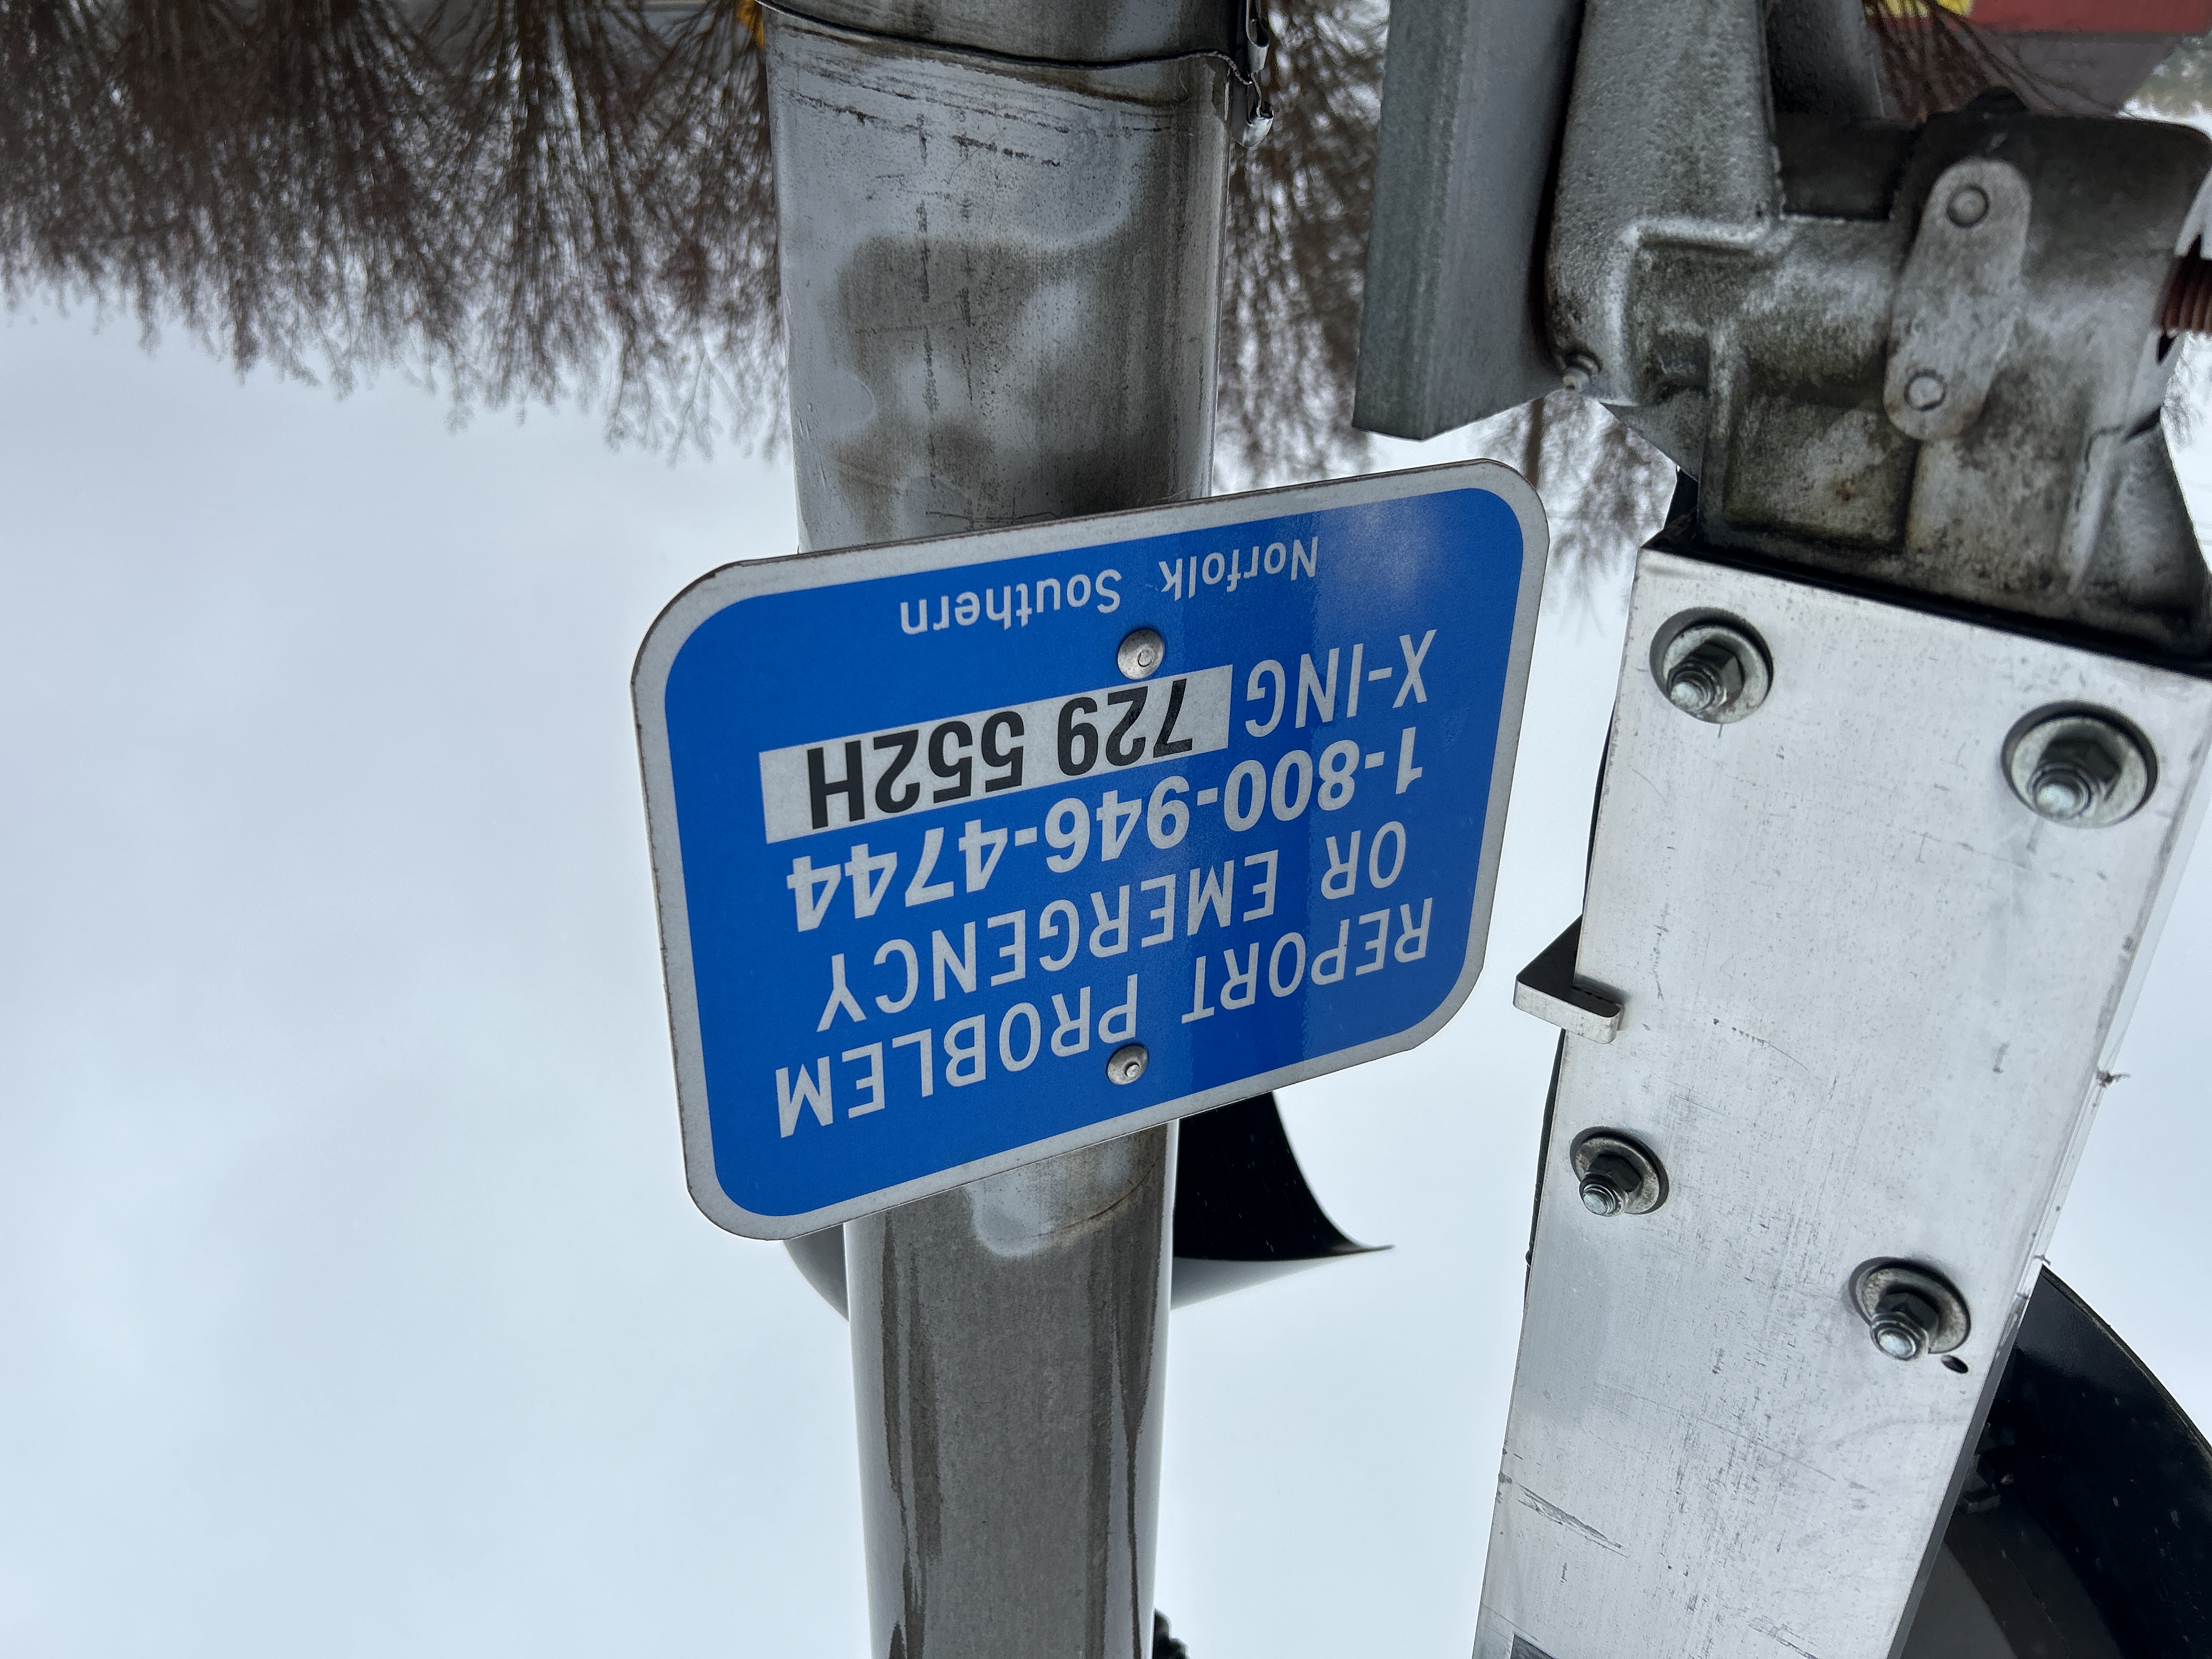 REPORT PROBLEM
OR EMERGENCY
1-800-946-4744
X-ING 729 552H
Norfolk Southern